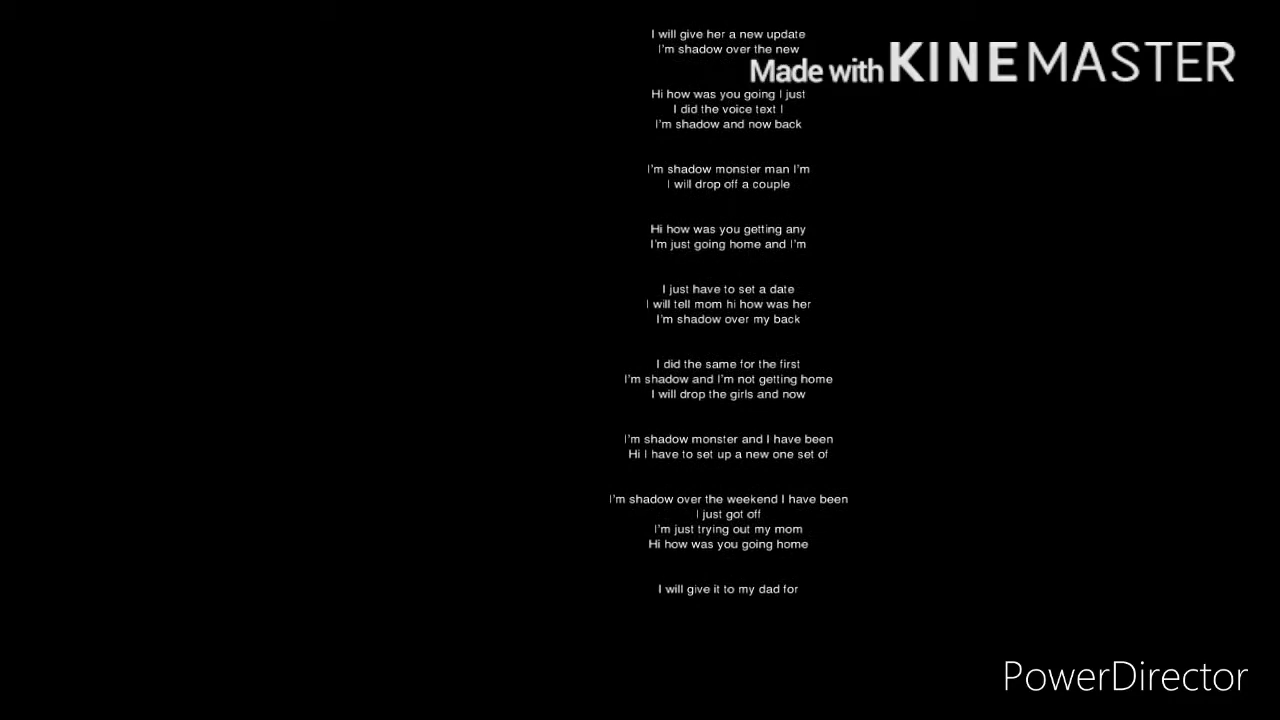 I will give her a new update
I'm shadow over the new
Made with KINEMASTER
Hi how was you going I just
I did the voice text I
I'm shadow and now back
I'm shadow monster man I'm
I will drop off a couple
Hi how was you getting any
I'm just going home and I'm
I just have to set a date
I will tell mom hi how was her
I'm shadow over my back
I did the same for the first
I'm shadow and I'm not getting home
I will drop the girls and now
I'm shadow monster and I have been
Hi I have to set up a new one set of
I'm shadow over the weekend I have been
I just got off
I'm just trying out my mom
Hi how was you going home
I will give it to my dad for
PowerDirector